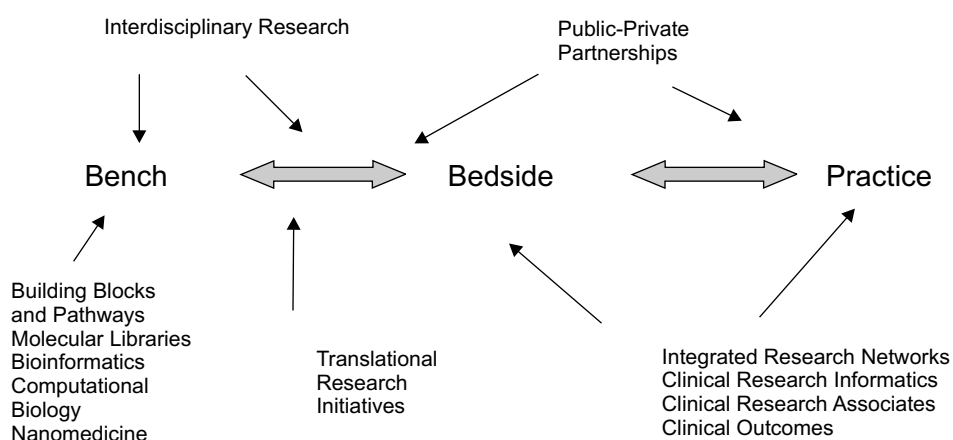 Interdisciplinary Research
Public-Private
Partnerships
Bench
Bedside
Practice
Building Blocks
and Pathways
Molecular Libraries
Bioinformatics
Computational
Biology
Nanomedicine
Translational
Research
Initiatives
Integrated Research Networks
Clinical Research Informatics
Clinical Research Associates
Clinical Outcomes